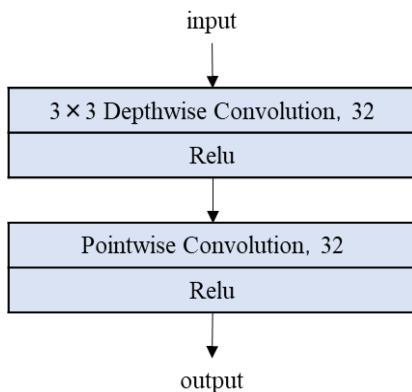 input
3×3 Depthwise Convolution, 32
Relu
Pointwise Convolution, 32
Relu
output